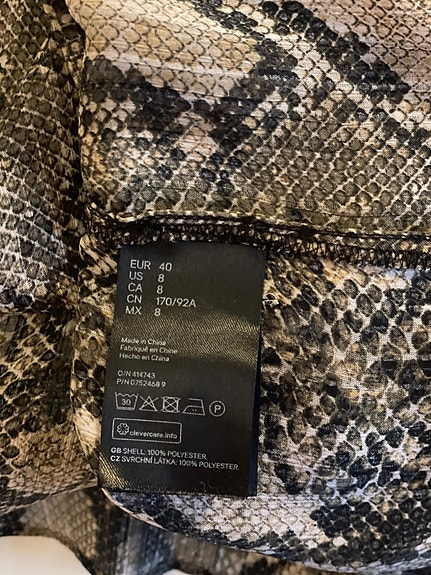 EUR 40
US 8
CA 8
CN 170/92A
MX 8
Made in China
Fabriqué en Chine
Hecho en China
O/N 414743
P/N 0752468 9
30 P
clevercare.info
GB SHELL: 100% POLYESTER.
CZ SVRCHNÍ LÁTKA: 100% POLYESTER.